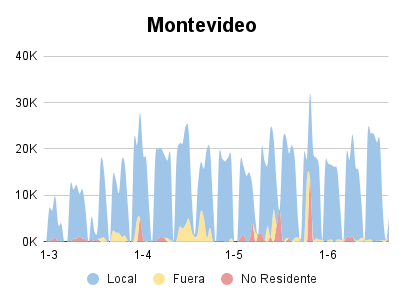 Montevideo
40K
30K
20K
10K
0K
1-3 1-4 1-5 1-6
Local Fuera No Residente